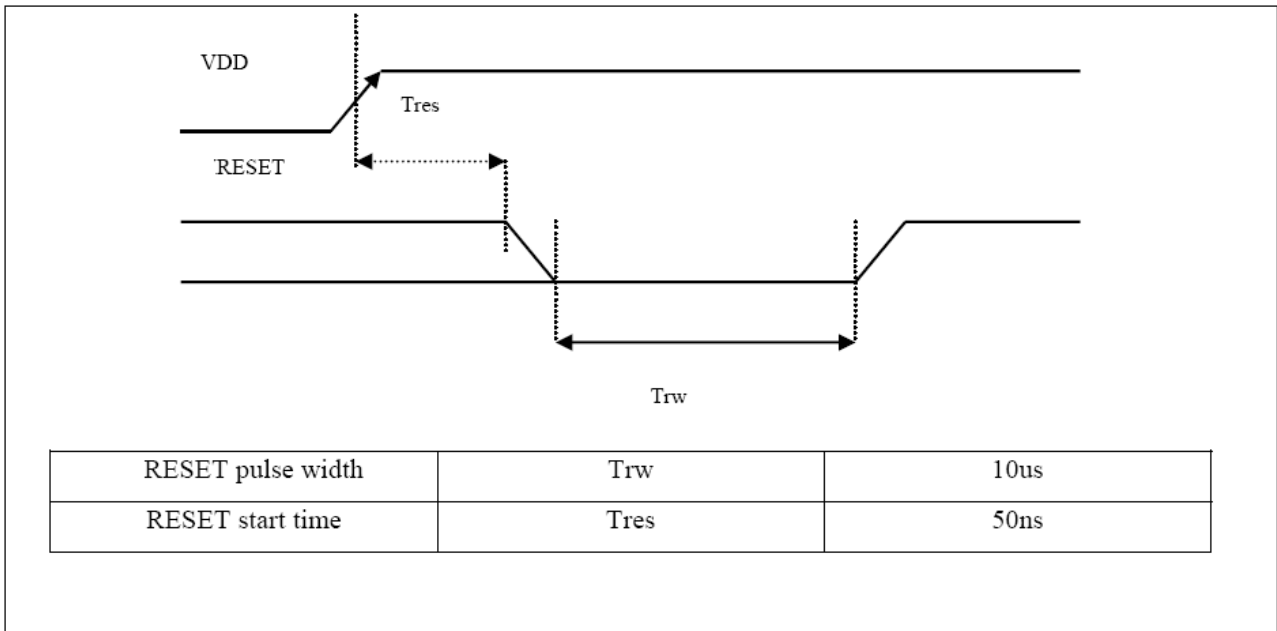 VDD
Tres
RESET
Trw
RESET pulse width Trw 10us
RESET start time Tres 50ns